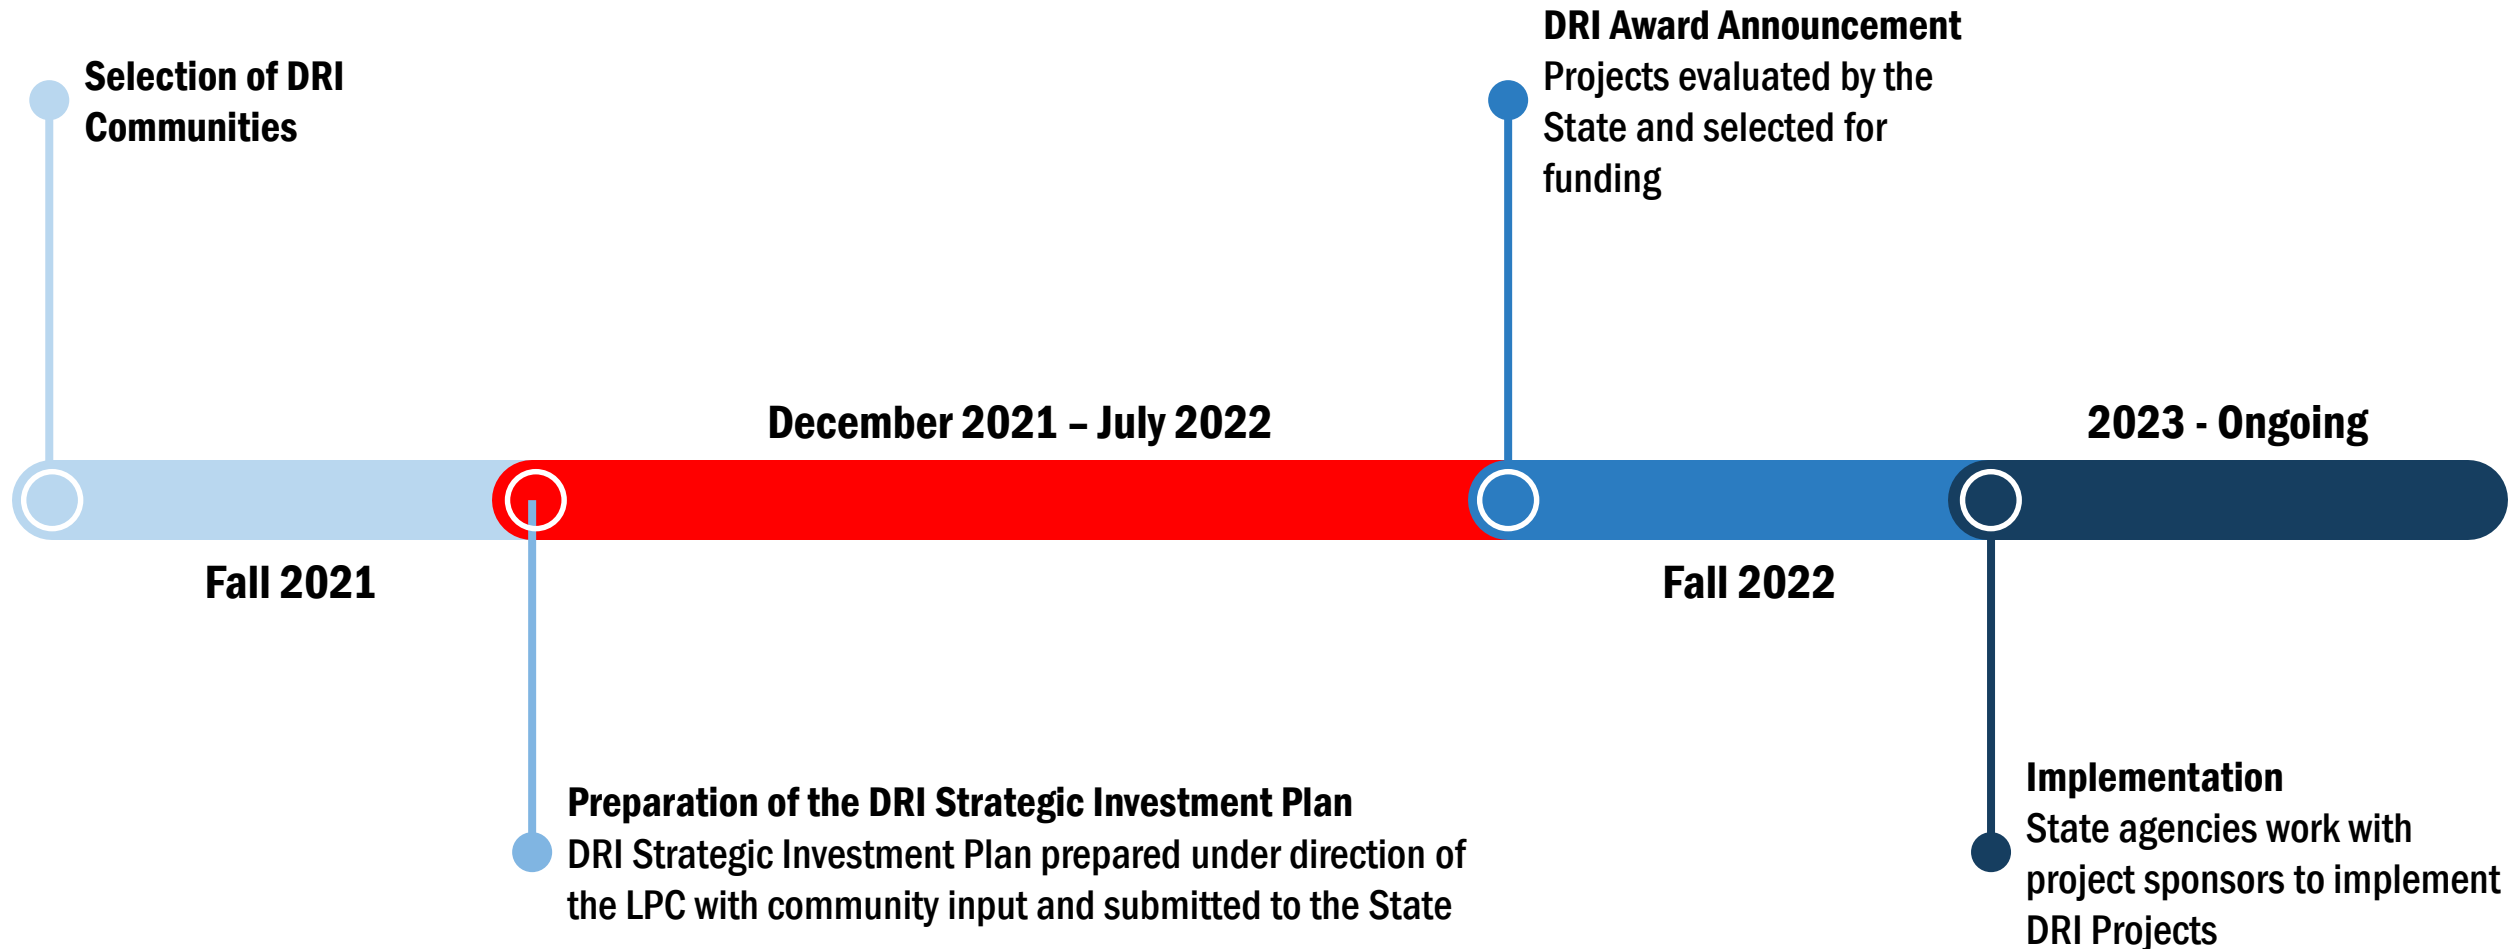 Selection of DRI
Communities
DRI Award Announcement
Projects evaluated by the
State and selected for
funding
December 2021 – July 2022
2023 - Ongoing
Fall 2021
Fall 2022
Preparation of the DRI Strategic Investment Plan
DRI Strategic Investment Plan prepared under direction of
the LPC with community input and submitted to the State
Implementation
State agencies work with
project sponsors to implement
DRI Projects